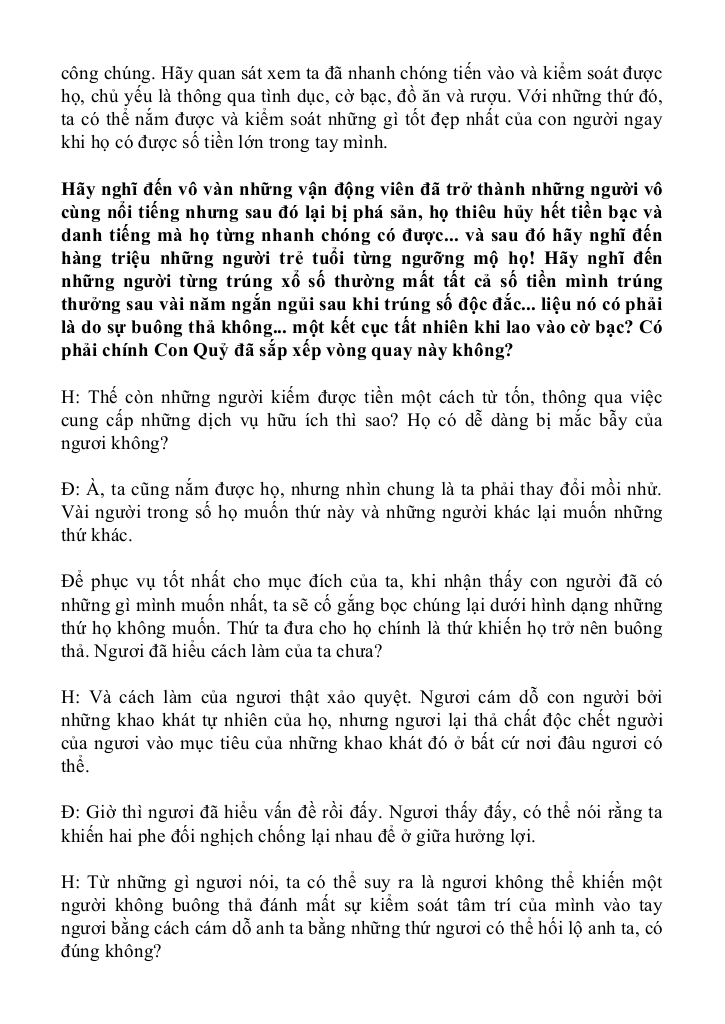 công chúng. Hãy quan sát xem ta đã nhanh chóng tiến vào và kiểm soát được
họ, chủ yếu là thông qua tình dục, cờ bạc, đồ ăn và rượu. Với những thứ đó,
ta có thể nắm được và kiểm soát những gì tốt đẹp nhất của con người ngay
khi họ có được số tiền lớn trong tay mình.
Hãy nghĩ đến vô vàn những vận động viên đã trở thành những người vô
cùng nổi tiếng nhưng sau đó lại bị phá sản, họ thiêu hủy hết tiền bạc và
danh tiếng mà họ từng nhanh chóng có được... và sau đó hãy nghĩ đến
hàng triệu những người trẻ tuổi từng ngưỡng mộ họ! Hãy nghĩ đến
những người từng trúng xổ số thường mất tất cả số tiền mình trúng
thưởng sau vài năm ngắn ngủi sau khi trúng số độc đắc... liệu nó có phải
là do sự buông thả không... một kết cục tất nhiên khi lao vào cờ bạc? Có
phải chính Con Quỷ đã sắp xếp vòng quay này không?
H: Thế còn những người kiếm được tiền một cách từ tốn, thông qua việc
cung cấp những dịch vụ hữu ích thì sao? Họ có dễ dàng bị mắc bẫy của
ngươi không?
Đ: À, ta cũng nắm được họ, nhưng nhìn chung là ta phải thay đổi mồi nhử.
Vài người trong số họ muốn thứ này và những người khác lại muốn những
thứ khác.
Để phục vụ tốt nhất cho mục đích của ta, khi nhận thấy con người đã có
những gì mình muốn nhất, ta sẽ cố gắng bọc chúng lại dưới hình dạng những
thứ họ không muốn. Thứ ta đưa cho họ chính là thứ khiến họ trở nên buông
thả. Ngươi đã hiểu cách làm của ta chưa?
H: Và cách làm của ngươi thật xảo quyệt. Ngươi cám dỗ con người bởi
những khao khát tự nhiên của họ, nhưng ngươi lại thả chất độc chết người
của ngươi vào mục tiêu của những khao khát đó ở bất cứ nơi đâu ngươi có
thể.
Đ: Giờ thì ngươi đã hiểu vấn đề rồi đấy. Ngươi thấy đấy, có thể nói rằng ta
khiến hai phe đối nghịch chống lại nhau để ở giữa hưởng lợi.
H: Từ những gì ngươi nói, ta có thể suy ra là ngươi không thể khiến một
người không buông thả đánh mất sự kiểm soát tâm trí của mình vào tay
ngươi bằng cách cám dỗ anh ta bằng những thứ ngươi có thể hối lộ anh ta, có
đúng không?